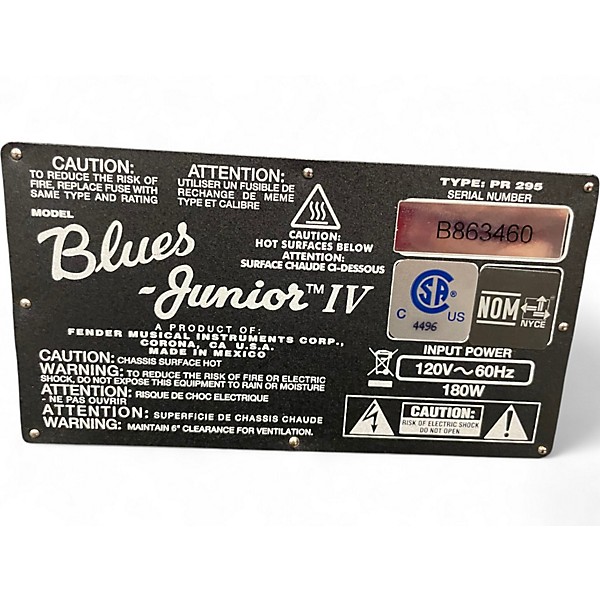 CAUTION:
TO REDUCE THE RISK OF
FIRE, REPLACE FUSE WITH
SAME TYPE AND RATING
ATTENTION:
UTILISER UN FUSIBLE DE
RECHANGE DE MEME
TYPE ET CALIBRE
CAUTION:
HOT SURFACES BELOW
ATTENTION:
SURFACE CHAUDE CI-DESSOUS
TYPE: PR 295
SERIAL NUMBER
B863460
MODEL
Blues
-Junior™ IV
A PRODUCT OF:
FENDER MUSICAL INSTRUMENTS CORP.,
CORONA, CA U.S.A.
MADE IN MEXICO
C SA US
4496
NOM
NYCE
INPUT POWER
120V~60Hz
180W
CAUTION: CHASSIS SURFACE HOT
WARNING: TO REDUCE THE RISK OF FIRE OR ELECTRIC
SHOCK, DO NOT EXPOSE THIS EQUIPMENT TO RAIN OR MOISTURE
ATTENTION: RISQUE DE CHOC ELECTRIQUE
- NE PAS OUVRIR
ATTENTION: SUPERFICIE DE CHASSIS CHAUDE
WARNING: MAINTAIN 6" CLEARANCE FOR VENTILATION.
CAUTION:
RISK OF ELECTRIC SHOCK
DO NOT OPEN